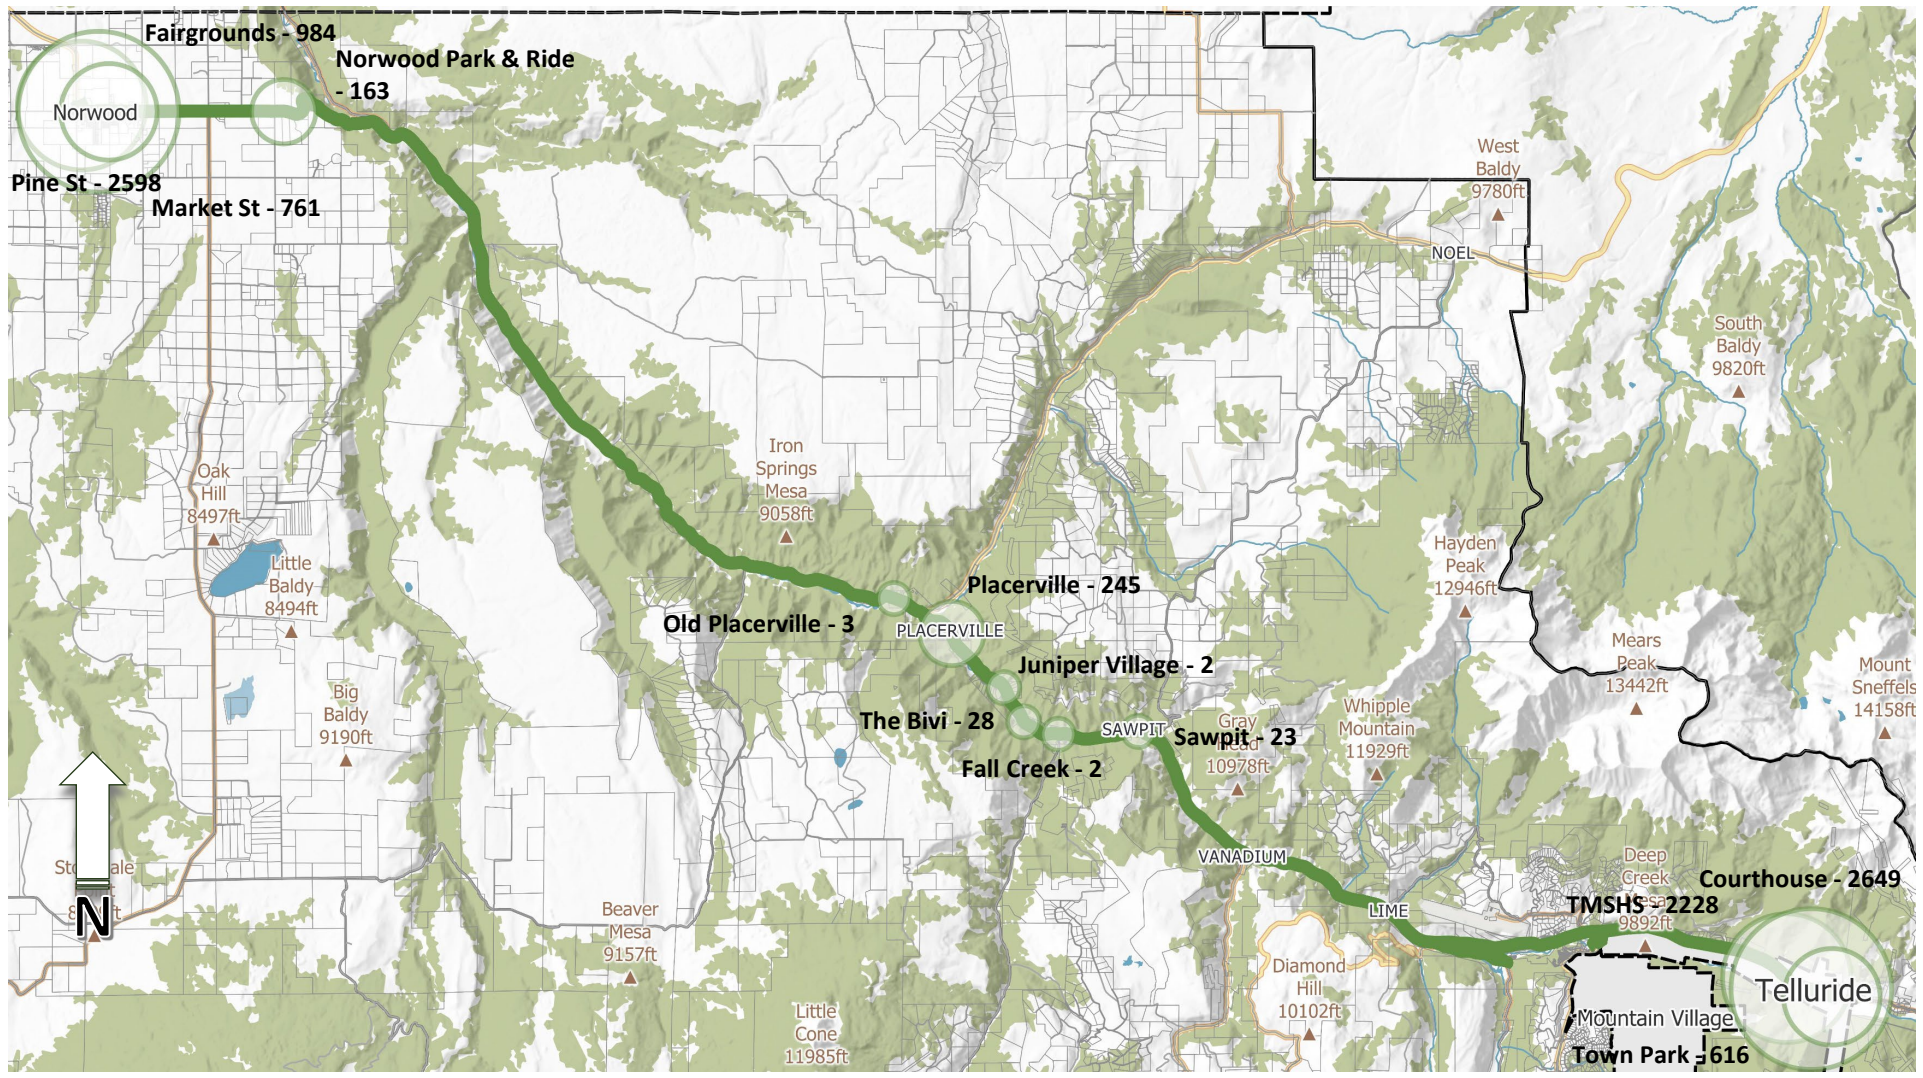 Fairgrounds - 984
Norwood Park & Ride
- 163
Norwood
Pine St - 2598
Market St - 761
West
Baldy
9780ft
NOEL
South
Baldy
9820ft
Iron
Springs
Mesa
9058ft
Oak
Hill
8497ft
Little
Baldy
8494ft
Hayden
Peak
12946ft
Placerville - 245
Old Placerville - 3
PLACERVILLE
Mears
Peak
13442ft
Juniper Village - 2
Mount
Sneffels
14158ft
Big
Baldy
9190ft
The Bivi - 28
SAWPIT
Sawpit - 23
Gray
Head
10978ft
Whipple
Mountain
11929ft
Fall Creek - 2
VANADIUM
Deep
Creek
Mesa
9892ft
Courthouse - 2649
TMSHS - 2228
LIME
N
Beaver
Mesa
9157ft
Diamond
Hill
10102ft
Telluride
Little
Cone
11985ft
Mountain Village
Town Park - 616